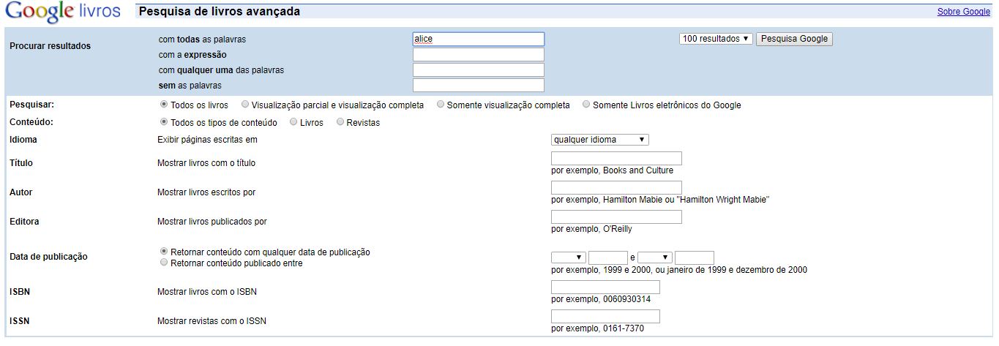 Google livros Pesquisa de livros avançada Sobre Google
Procurar resultados com todas as palavras alice 100 resultados Pesquisa Google
com a expressão
com qualquer uma das palavras
sem as palavras
Pesquisar: Todos os livros Visualização parcial e visualização completa Somente visualização completa Somente Livros eletrônicos do Google
Conteúdo: Todos os tipos de conteúdo Livros Revistas
Idioma Exibir páginas escritas em qualquer idioma
Título Mostrar livros com o título
por exemplo, Books and Culture
Autor Mostrar livros escritos por
por exemplo, Hamilton Mabie ou "Hamilton Wright Mabie"
Editora Mostrar livros publicados por
por exemplo, O'Reilly
Data de publicação Retornar conteúdo com qualquer data de publicação
Retornar conteúdo publicado entre e
por exemplo, 1999 e 2000, ou janeiro de 1999 e dezembro de 2000
ISBN Mostrar livros com o ISBN
por exemplo, 0060930314
ISSN Mostrar revistas com o ISSN
por exemplo, 0161-7370